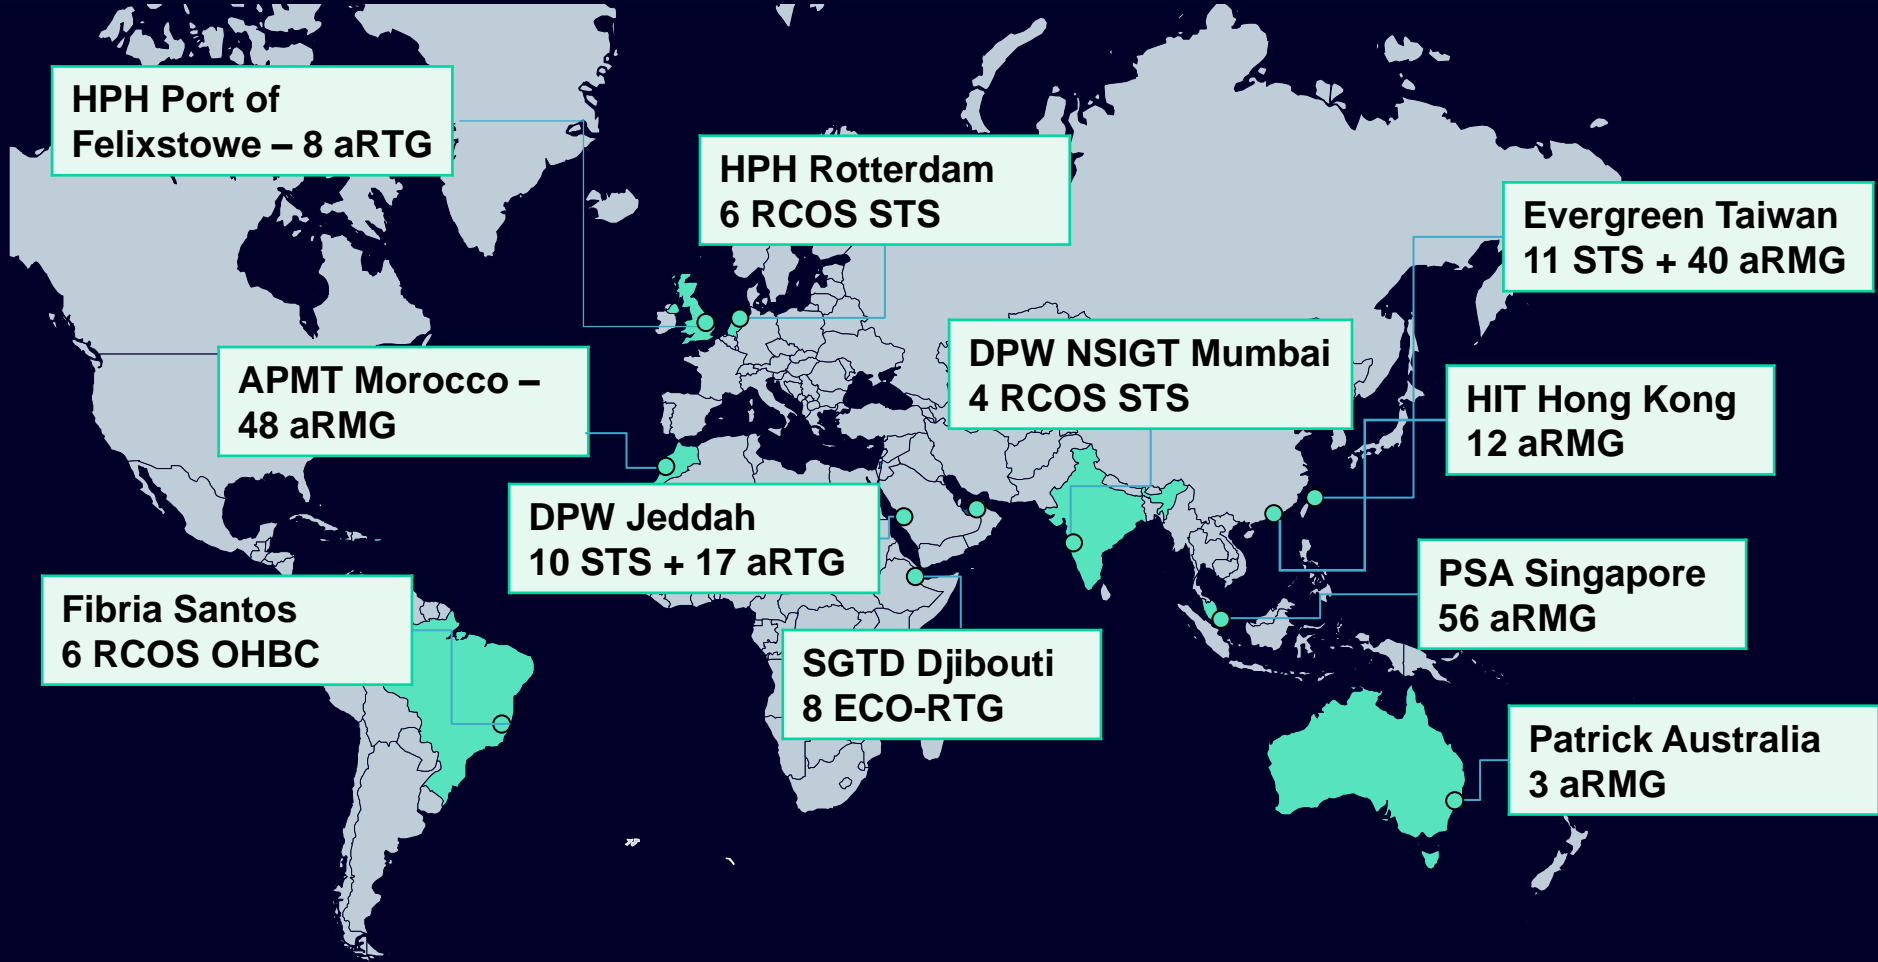 HPH Port of
Felixstowe – 8 aRTG
HPH Rotterdam
6 RCOS STS
Evergreen Taiwan
11 STS + 40 aRMG
DPW NSIGT Mumbai
4 RCOS STS
APMT Morocco –
48 aRMG
HIT Hong Kong
12 aRMG
DPW Jeddah
10 STS + 17 aRTG
PSA Singapore
56 aRMG
Fibria Santos
6 RCOS OHBC
SGTD Djibouti
8 ECO-RTG
Patrick Australia
3 aRMG